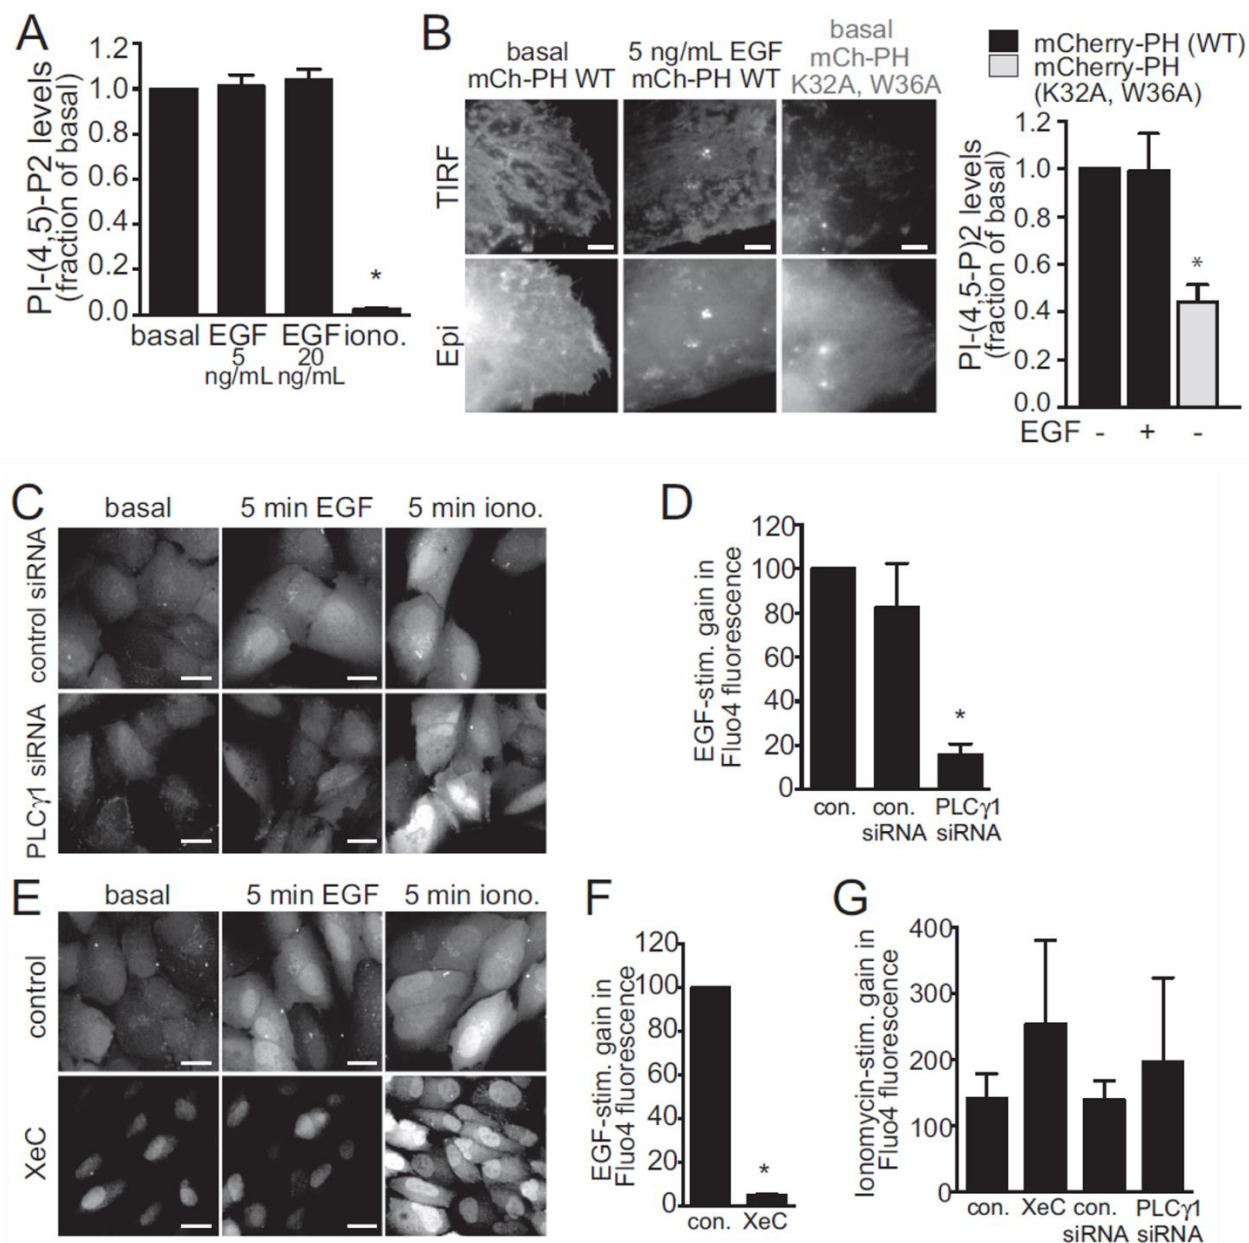 A
PI-(4,5)-P2 levels
(fraction of basal)
1.2
1.0
0.8
0.6
0.4
0.2
0.0
basal EGF EGF iono.
5 20
ng/mL ng/mL
*
B
basal
mCh-PH WT
5 ng/mL EGF
mCh-PH WT
basal
mCh-PH
K32A, W36A
TIRF
Epi
mCherry-PH (WT)
mCherry-PH
(K32A, W36A)
PI-(4,5-P)2 levels
(fraction of basal)
1.2
1.0
0.8
0.6
0.4
0.2
0.0
*
EGF - + -
C
basal 5 min EGF 5 min iono.
control siRNA
PLCγ1 siRNA
D
EGF-stim. gain in
Fluo4 fluorescence
120
100
80
60
40
20
0
*
con. con. PLCγ1
siRNA siRNA
E
basal 5 min EGF 5 min iono.
control
XeC
F
EGF-stim. gain in
Fluo4 fluorescence
120
100
80
60
40
20
0
*
con. XeC
G
Ionomycin-stim. gain in
Fluo4 fluorescence
400
300
200
100
0
con. XeC con. PLCγ1
siRNA siRNA